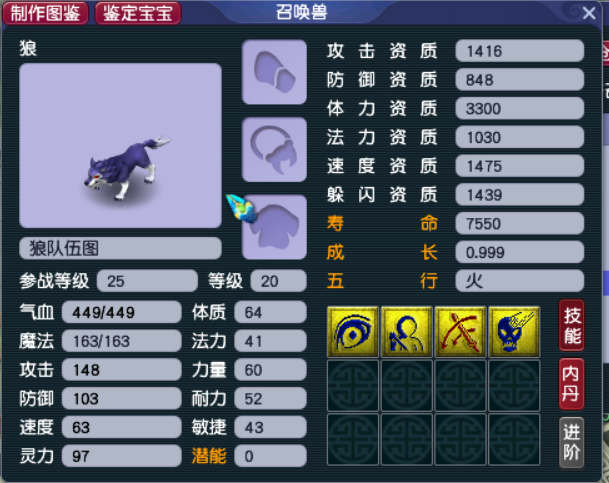 制作图鉴 鉴定宝宝 召唤兽
狼
狼队伍图
参战等级 25 等级 20
气血 449/449 体质 64
魔法 163/163 法力 41
攻击 148 力量 60
防御 103 耐力 52
速度 63 敏捷 43
灵力 97 潜能 0
攻击资质 1416
防御资质 848
体力资质 3300
法力资质 1030
速度资质 1475
躲闪资质 1439
寿命 7550
成长 0.999
五行 火
技能
内丹
进阶